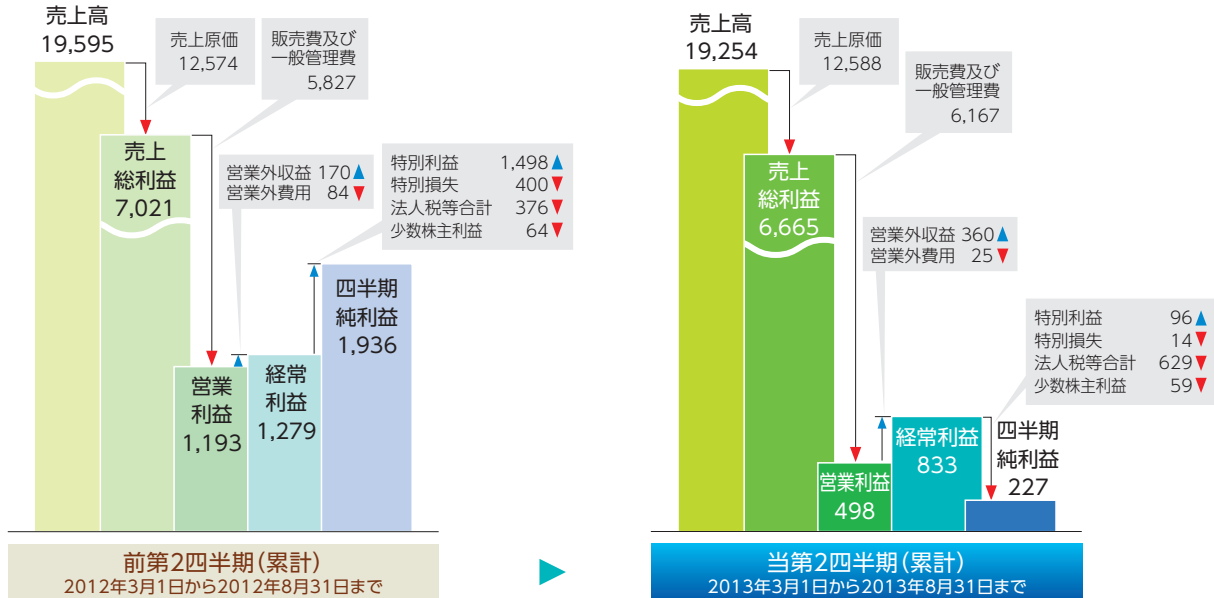 売上高
19,595
売上原価
12,574
販売費及び
一般管理費
5,827
売上
総利益
7,021
営業外収益 170▲
営業外費用 84▼
特別利益 1,498▲
特別損失 400▼
法人税等合計 376▼
少数株主利益 64▼
営業
利益
1,193
経常
利益
1,279
四半期
純利益
1,936
前第2四半期(累計)
2012年3月1日から2012年8月31日まで
売上高
19,254
売上原価
12,588
販売費及び
一般管理費
6,167
売上
総利益
6,665
営業外収益 360▲
営業外費用 25▼
特別利益 96▲
特別損失 14▼
法人税等合計 629▼
少数株主利益 59▼
営業利益
498
経常利益
833
四半期
純利益
227
当第2四半期(累計)
2013年3月1日から2013年8月31日まで